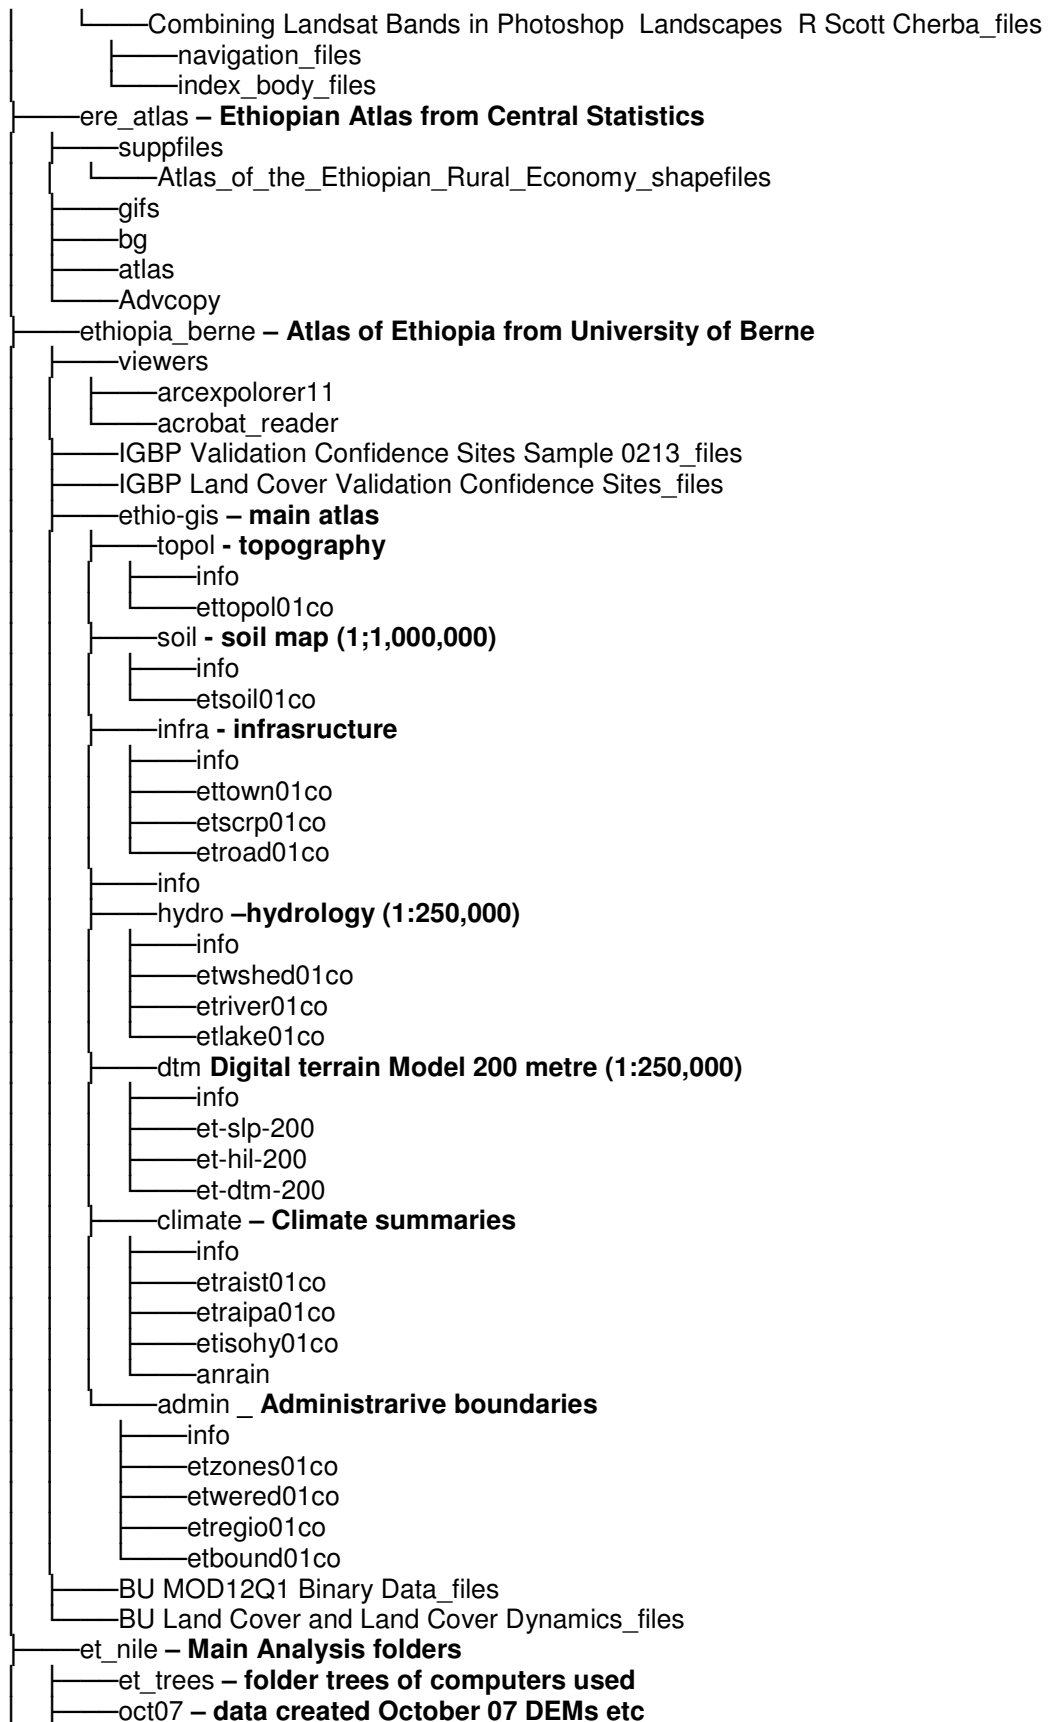 Combining Landsat Bands in Photoshop  Landscapes  R Scott Cherba_files
navigation_files
index_body_files
ere_atlas – Ethiopian Atlas from Central Statistics
suppfiles
Atlas_of_the_Ethiopian_Rural_Economy_shapefiles
gifs
bg
atlas
Advcopy
ethiopia_berne – Atlas of Ethiopia from University of Berne
viewers
arcexpolorer11
acrobat_reader
IGBP Validation Confidence Sites Sample 0213_files
IGBP Land Cover Validation Confidence Sites_files
ethio-gis – main atlas
topol - topography
info
ettopol01co
soil - soil map (1;1,000,000)
info
etsoil01co
infra - infrasructure
info
ettown01co
etscrp01co
etroad01co
info
hydro –hydrology (1:250,000)
info
etwshed01co
etriver01co
etlake01co
dtm Digital terrain Model 200 metre (1:250,000)
info
et-slp-200
et-hil-200
et-dtm-200
climate – Climate summaries
info
etraist01co
etraipa01co
etisohy01co
anrain
admin _ Administrarive boundaries
info
etzones01co
etwered01co
etregio01co
etbound01co
BU MOD12Q1 Binary Data_files
BU Land Cover and Land Cover Dynamics_files
et_nile – Main Analysis folders
et_trees – folder trees of computers used
oct07 – data created October 07 DEMs etc